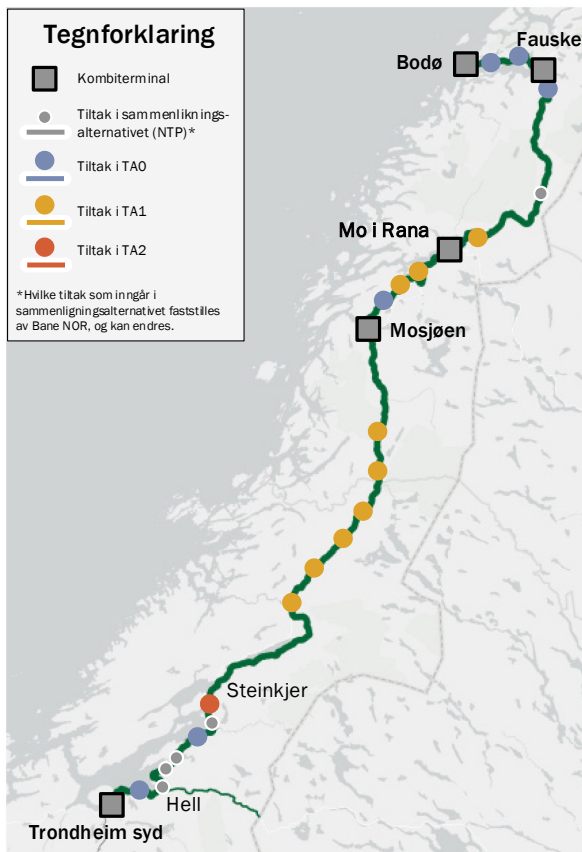 Tegnforklaring
Kombiterminal
Tiltak i sammenliknings-
alternativet (NTP)*
Tiltak i TA0
Tiltak i TA1
Tiltak i TA2
*Hvilke tiltak som inngår i
sammenligningsalternativet faststilles
av Bane NOR, og kan endres.
Fauske
Bodø
Mo i Rana
Mosjøen
Steinkjer
Hell
Trondheim syd